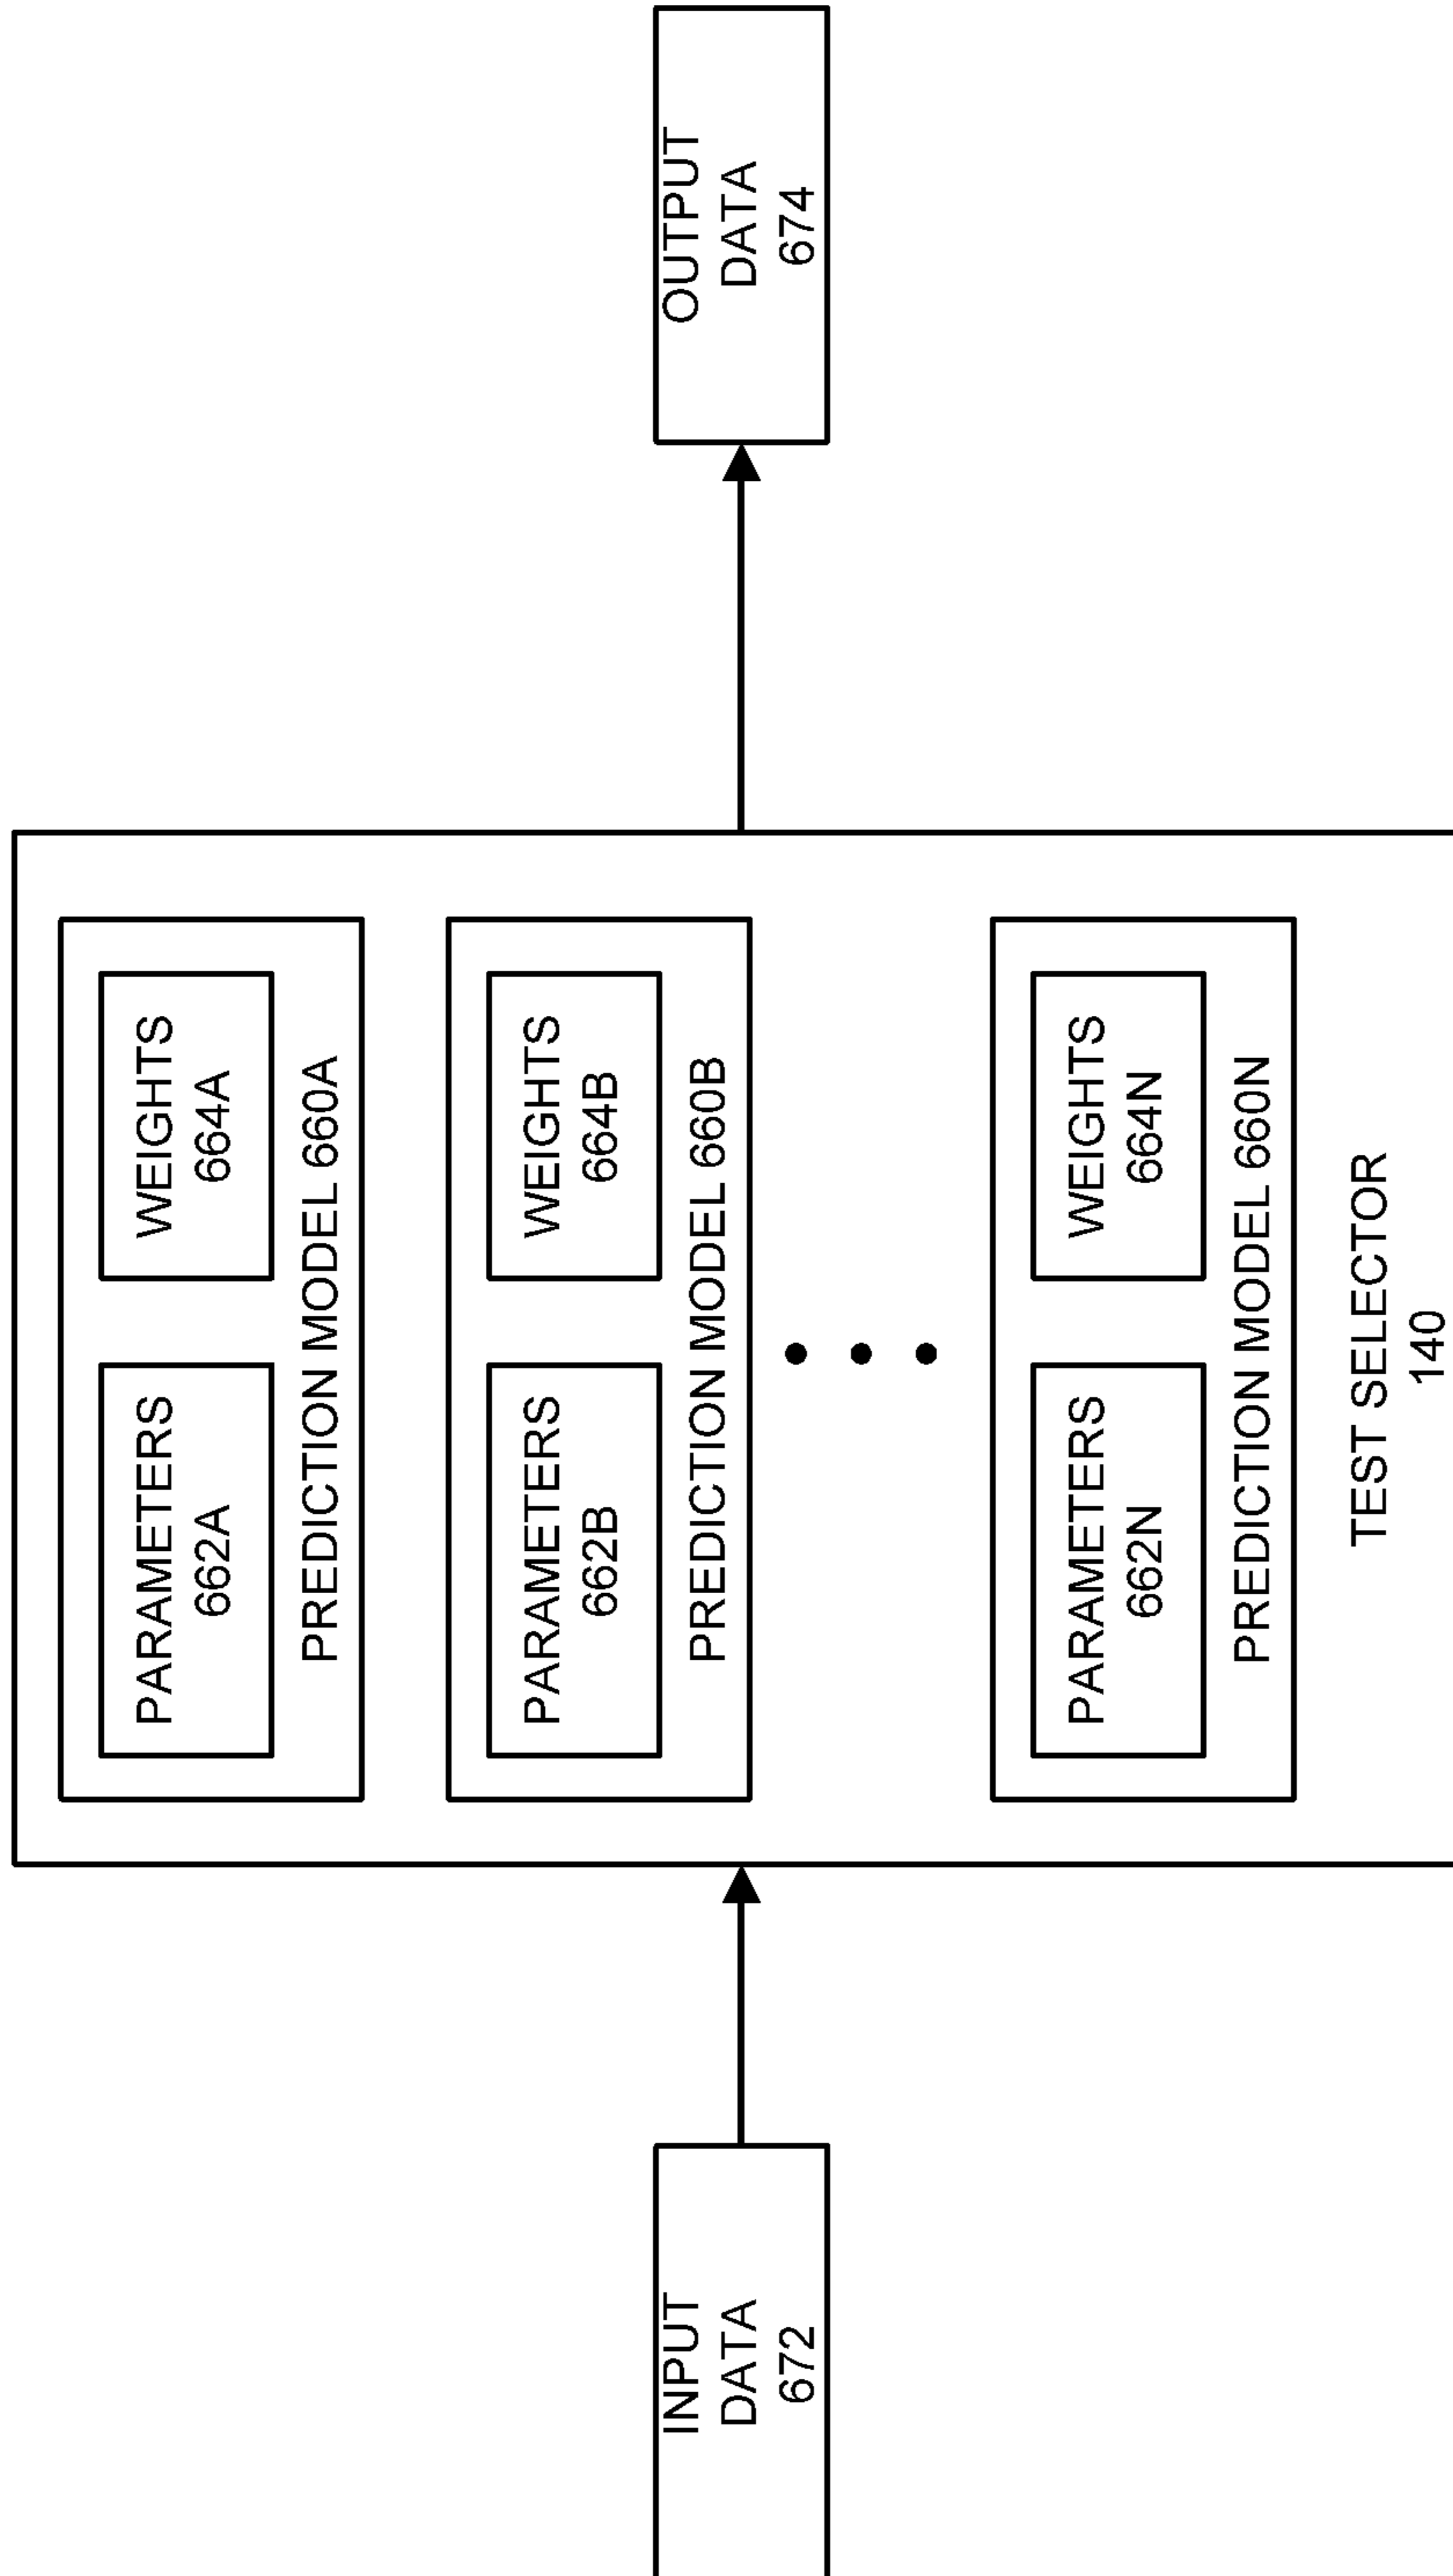 INPUT
DATA
672
PARAMETERS
662A
WEIGHTS
664A
PREDICTION MODEL 660A
PARAMETERS
662B
WEIGHTS
664B
PREDICTION MODEL 660B
PARAMETERS
662N
WEIGHTS
664N
PREDICTION MODEL 660N
TEST SELECTOR
140
OUTPUT
DATA
674